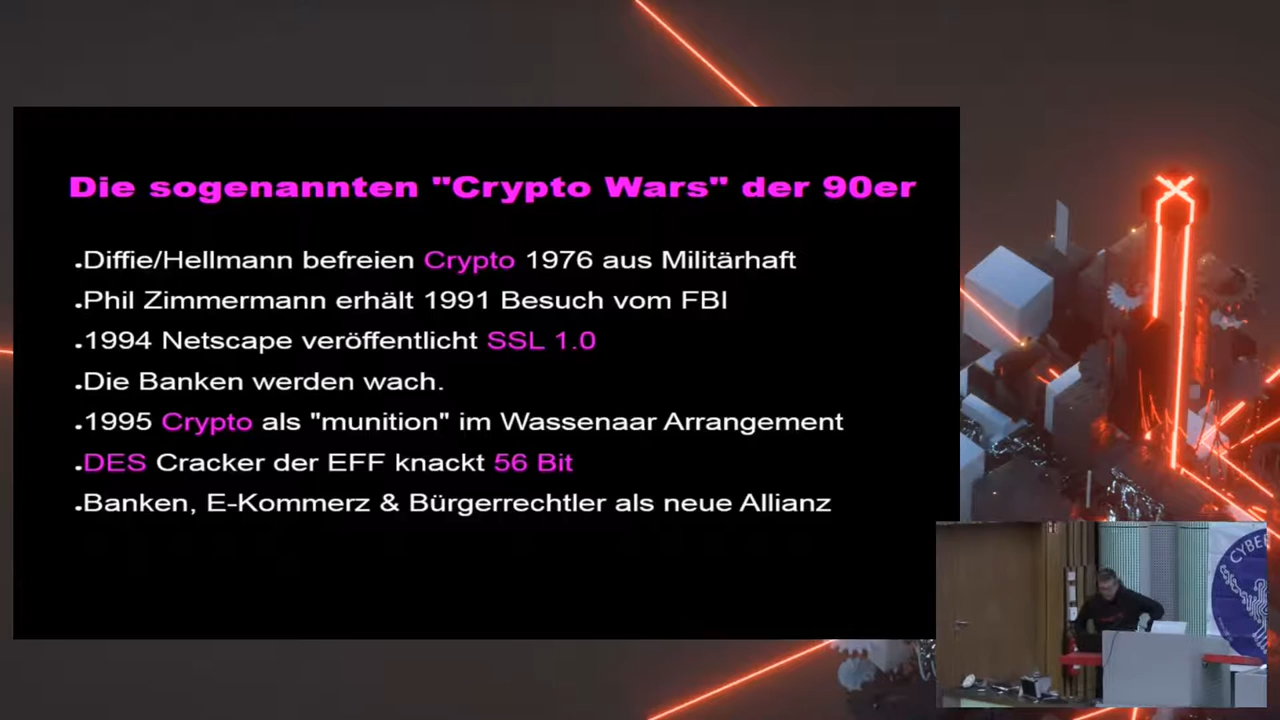 Die sogenannten "Crypto Wars" der 90er
.Diffie/Hellmann befreien Crypto 1976 aus Militärhaft
.Phil Zimmermann erhält 1991 Besuch vom FBI
.1994 Netscape veröffentlicht SSL 1.0
.Die Banken werden wach.
.1995 Crypto als "munition" im Wassenaar Arrangement
.DES Cracker der EFF knackt 56 Bit
.Banken, E-Kommerz & Bürgerrechtler als neue Allianz